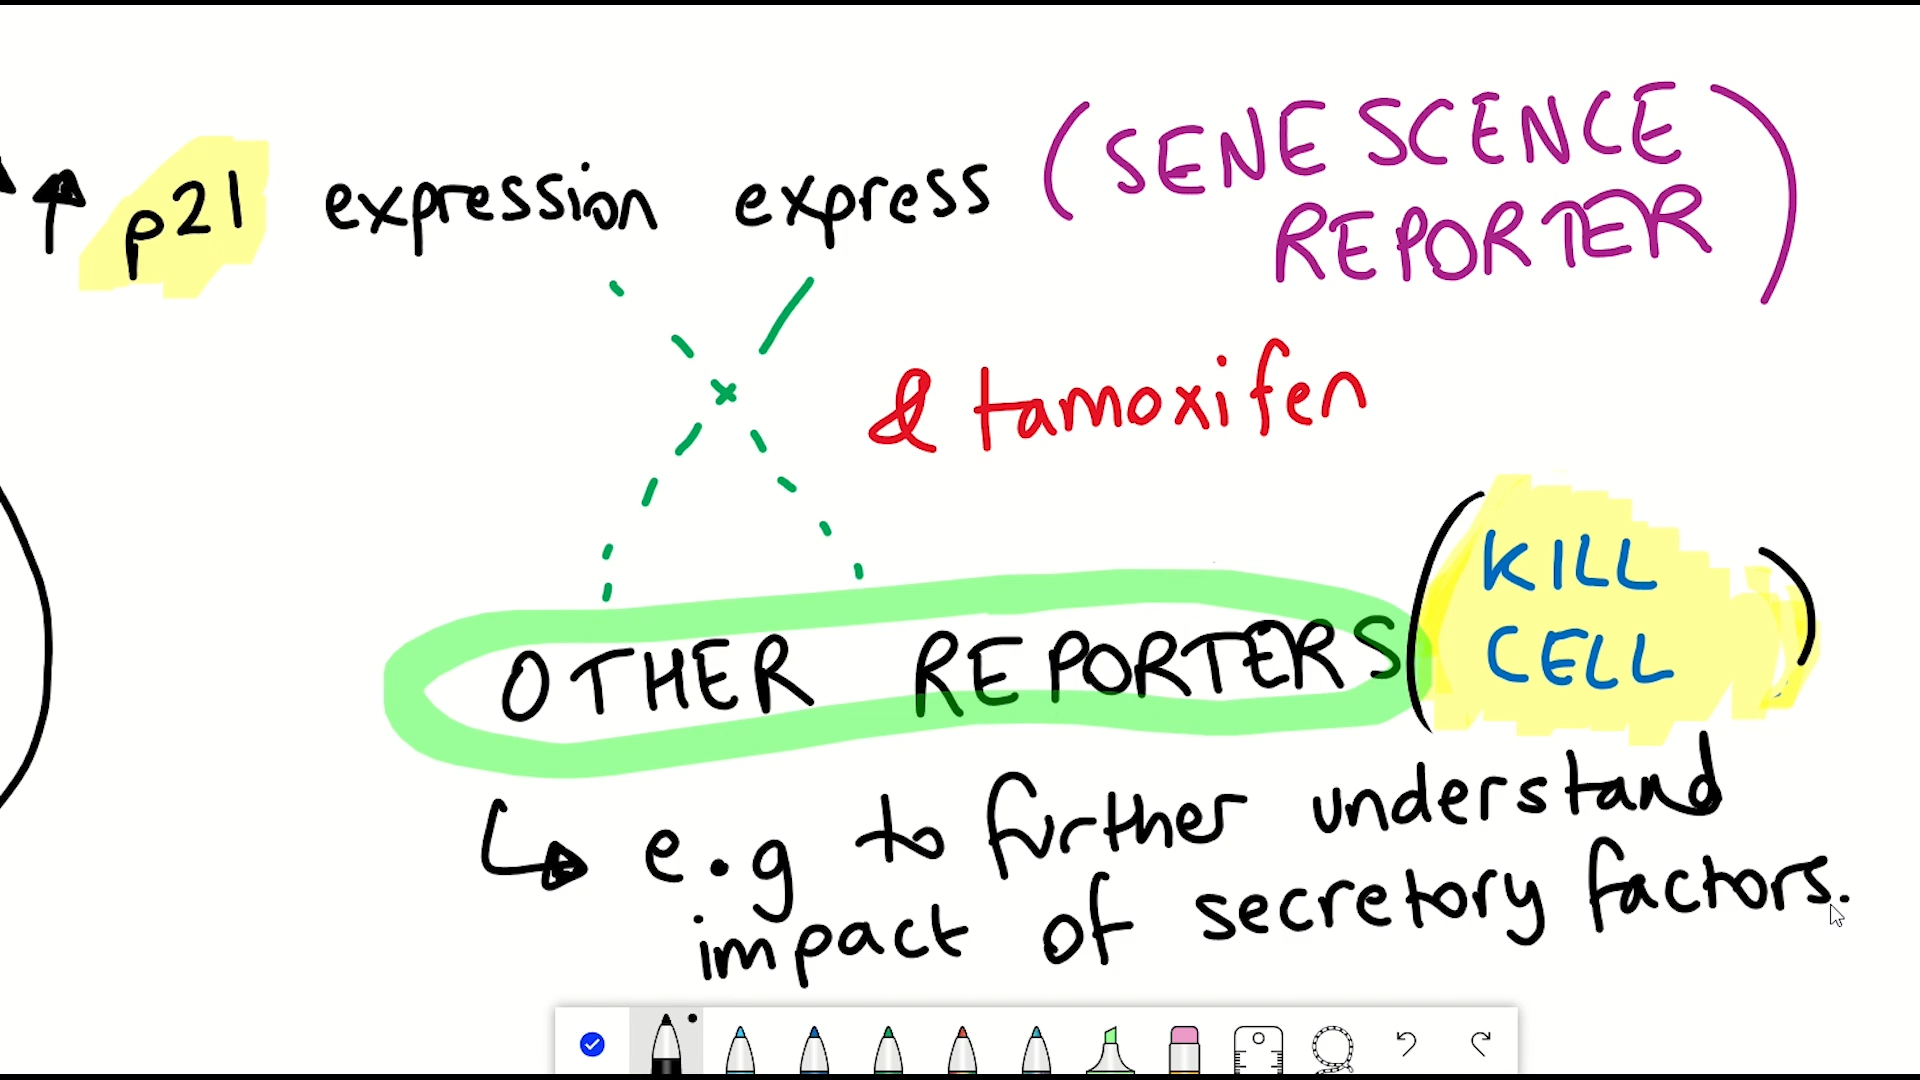 ↑ p21 expression express (SENESCENCE
REPORTER)
& tamoxifen
OTHER REPORTERS (KILL
CELL)
↳ e.g to further understand
impact of secretory factors.